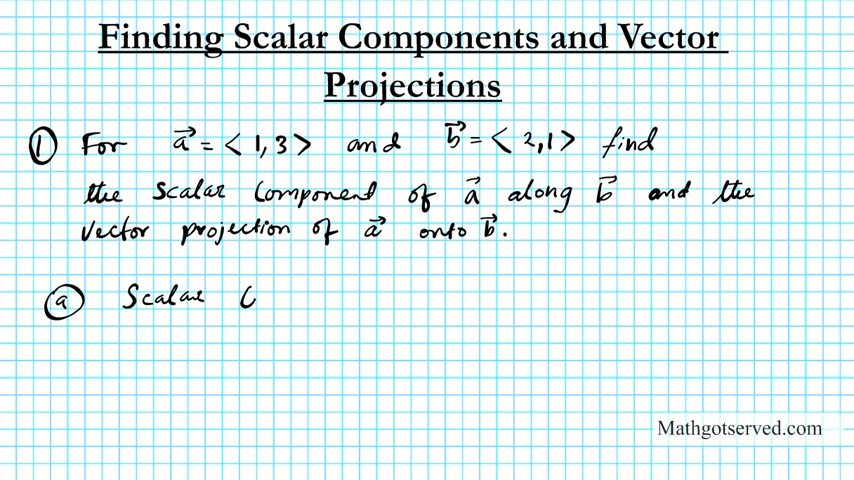 Finding Scalar Components and Vector
Projections
① For a⃗ = < 1, 3 > and b⃗ = < 2, 1 > find
the scalar component of a⃗ along b⃗ and the
vector projection of a⃗ onto b⃗.
ⓐ Scalar C
Mathgotserved.com